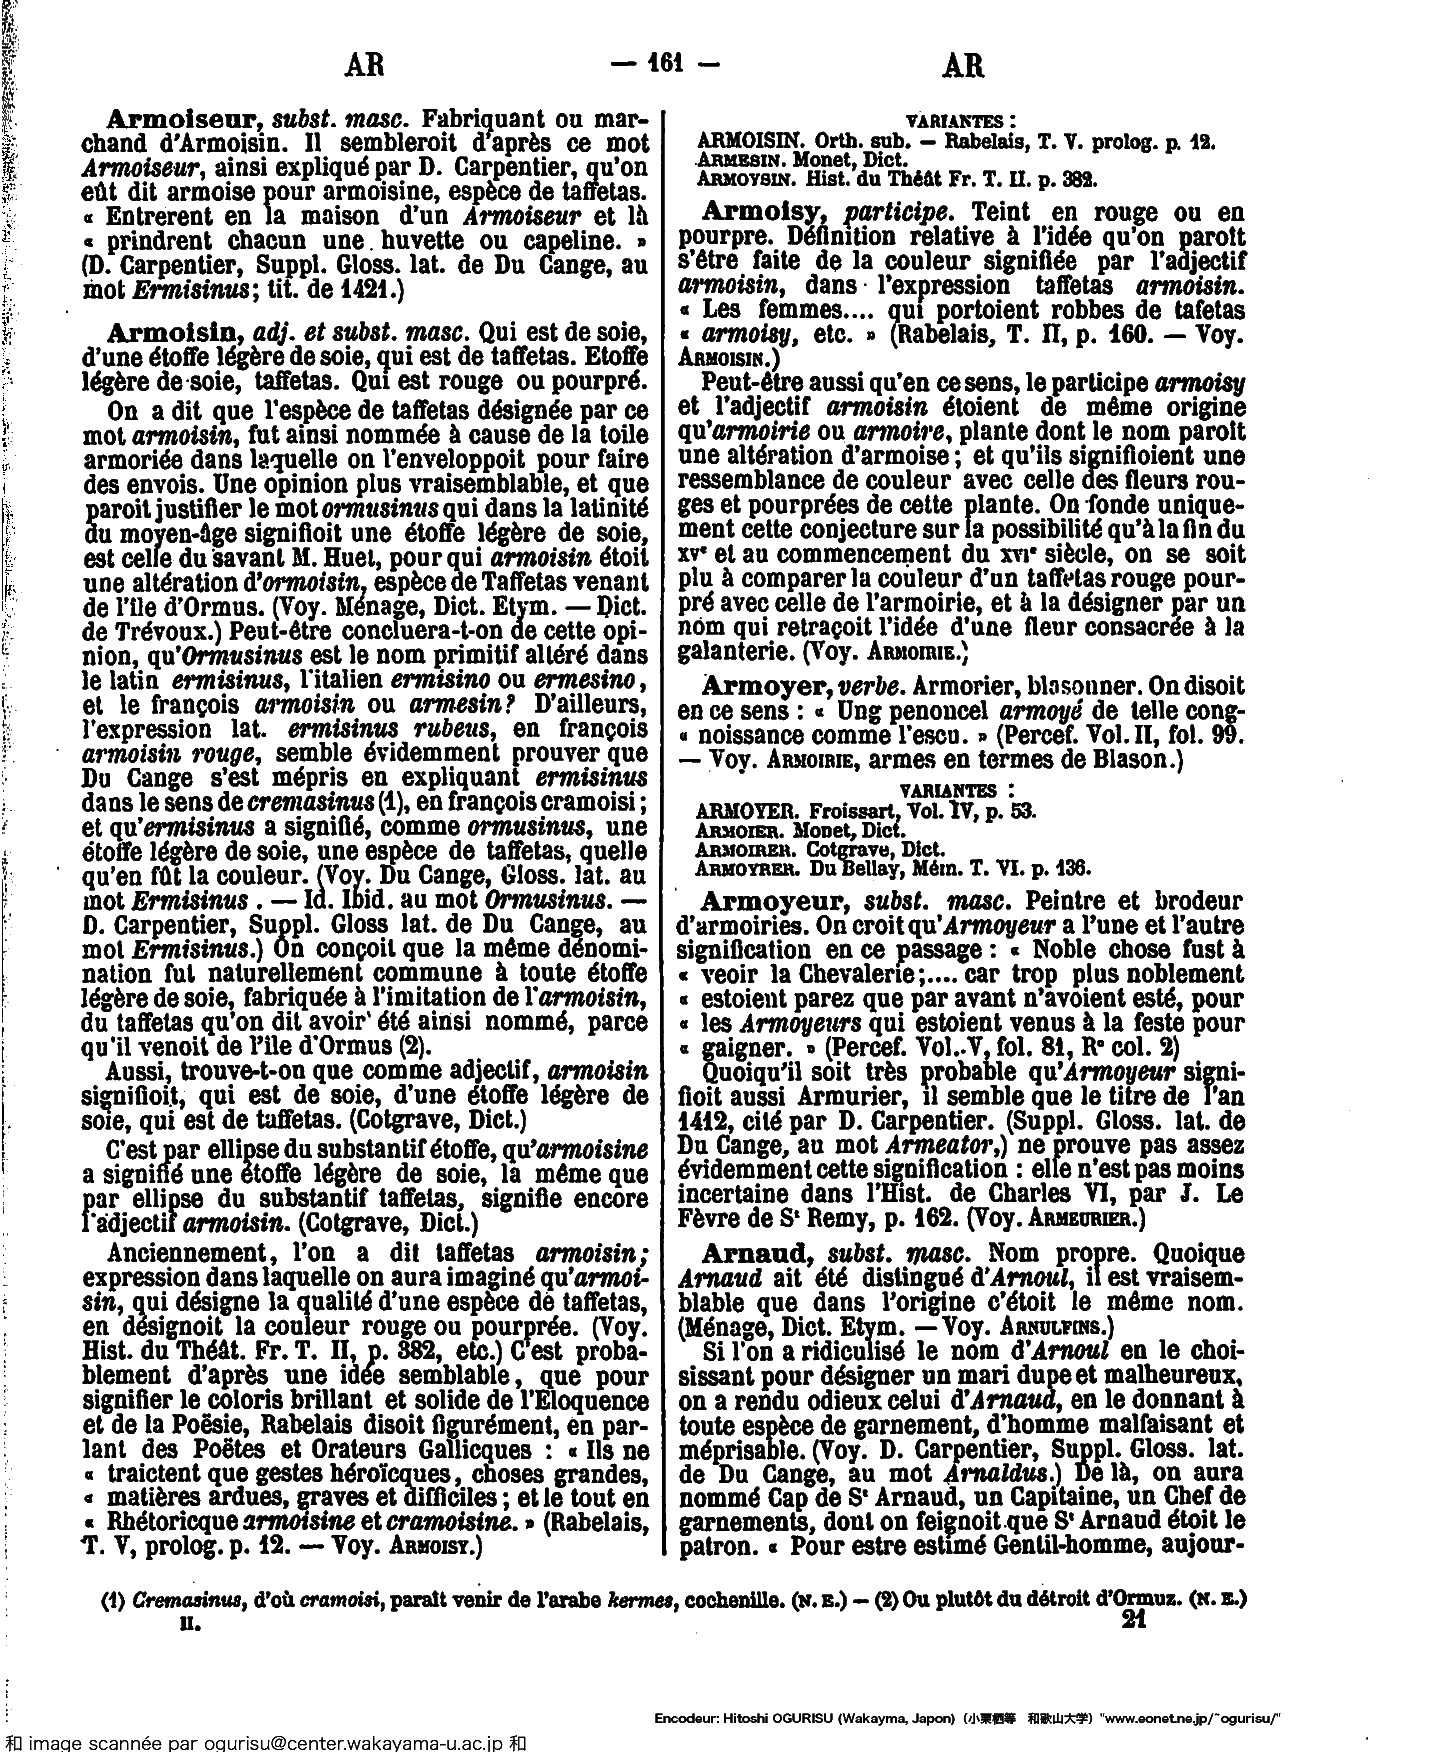 AR — 161 — AR
Armoiseur, subst. masc. Fabriquant ou mar-
chand d'Armoisin. Il sembleroit d'après ce mot
Armoiseur, ainsi expliqué par D. Carpentier, qu'on
eût dit armoise pour armoisine, espèce de taffetas.
« Entrerent en la maison d'un Armoiseur et là
« prindrent chacun une huvette ou capeline. »
(D. Carpentier, Suppl. Gloss. lat. de Du Cange, au
mot Ermisinus; tit. de 1421.)
Armoisin, adj. et subst. masc. Qui est de soie,
d'une étoffe légère de soie, qui est de taffetas. Etoffe
légère de soie, taffetas. Qui est rouge ou pourpré.
On a dit que l'espèce de taffetas désignée par ce
mot armoisin, fut ainsi nommée à cause de la toile
armoriée dans laquelle on l'enveloppoit pour faire
des envois. Une opinion plus vraisemblable, et que
paroit justifier le mot ormusinus qui dans la latinité
du moyen-âge signifioit une étoffe légère de soie,
est celle du savant M. Huet, pour qui armoisin étoit
une altération d'ormoisin, espèce de Taffetas venant
de l'île d'Ormus. (Voy. Ménage, Dict. Etym. — Dict.
de Trévoux.) Peut-être concluera-t-on de cette opi-
nion, qu'Ormusinus est le nom primitif altéré dans
le latin ermisinus, l'italien ermisino ou ermesino,
et le françois armoisin ou armesin? D'ailleurs,
l'expression lat. ermisinus rubeus, en françois
armoisin rouge, semble évidemment prouver que
Du Cange s'est mépris en expliquant ermisinus
dans le sens de cremasinus (1), en françois cramoisi;
et qu'ermisinus a signifié, comme ormusinus, une
étoffe légère de soie, une espèce de taffetas, quelle
qu'en fût la couleur. (Voy. Du Cange, Gloss. lat. au
mot Ermisinus. — Id. Ibid. au mot Ormusinus. —
D. Carpentier, Suppl. Gloss lat. de Du Cange, au
mot Ermisinus.) On conçoit que la même dénomi-
nation fut naturellement commune à toute étoffe
légère de soie, fabriquée à l'imitation de l'armoisin,
du taffetas qu'on dit avoir été ainsi nommé, parce
qu'il venoit de l'île d'Ormus (2).
Aussi, trouve-t-on que comme adjectif, armoisin
signifioit, qui est de soie, d'une étoffe légère de
soie, qui est de taffetas. (Cotgrave, Dict.)
C'est par ellipse du substantif étoffe, qu'armoisine
a signifié une étoffe légère de soie, la même que
par ellipse du substantif taffetas, signifie encore
l'adjectif armoisin. (Cotgrave, Dict.)
Anciennement, l'on a dit taffetas armoisin;
expression dans laquelle on aura imaginé qu'armoi-
sin, qui désigne la qualité d'une espèce de taffetas,
en désignoit la couleur rouge ou pourprée. (Voy.
Hist. du Théât. Fr. T. II, p. 382, etc.) C'est proba-
blement d'après une idée semblable, que pour
signifier le coloris brillant et solide de l'Eloquence
et de la Poësie, Rabelais disoit figurément, en par-
lant des Poëtes et Orateurs Gallicques : « Ils ne
« traictent que gestes héroïcques, choses grandes,
« matières ardues, graves et difficiles; et le tout en
« Rhétoricque armoisine et cramoisine. » (Rabelais,
T. V, prolog. p. 12. — Voy. ARMOISY.)
VARIANTES :
ARMOISIN. Orth. sub. — Rabelais, T. V. prolog. p. 12.
ARMESIN. Monet, Dict.
ARMOYSIN. Hist. du Théât Fr. T. II. p. 382.
Armoisy, participe. Teint en rouge ou en
pourpre. Définition relative à l'idée qu'on paroît
s'être faite de la couleur signifiée par l'adjectif
armoisin, dans l'expression taffetas armoisin.
« Les femmes.... qui portoient robbes de tafetas
« armoisy, etc. » (Rabelais, T. II, p. 160. — Voy.
ARMOISIN.)
Peut-être aussi qu'en ce sens, le participe armoisy
et l'adjectif armoisin étoient de même origine
qu'armoirie ou armoire, plante dont le nom paroît
une altération d'armoise; et qu'ils signifioient une
ressemblance de couleur avec celle des fleurs rou-
ges et pourprées de cette plante. On fonde unique-
ment cette conjecture sur la possibilité qu'à la fin du
XVe et au commencement du XVIe siècle, on se soit
plu à comparer la couleur d'un taffetas rouge pour-
pré avec celle de l'armoirie, et à la désigner par un
nom qui retraçoit l'idée d'une fleur consacrée à la
galanterie. (Voy. ARMOIRIE.)
Armoyer, verbe. Armorier, blasonner. On disoit
en ce sens : « Ung penoncel armoyé de telle cong-
« noissance comme l'escu. » (Percef. Vol. II, fol. 99.
— Voy. ARMOIRIE, armes en termes de Blason.)
VARIANTES :
ARMOYER. Froissart, Vol. IV, p. 53.
ARMOIER. Monet, Dict.
ARMOIRER. Cotgrave, Dict.
ARMOYRER. Du Bellay, Mém. T. VI. p. 136.
Armoyeur, subst. masc. Peintre et brodeur
d'armoiries. On croit qu'Armoyeur a l'une et l'autre
signification en ce passage : « Noble chose fust à
« veoir la Chevalerie;.... car trop plus noblement
« estoient parez que par avant n'avoient esté, pour
« les Armoyeurs qui estoient venus à la feste pour
« gaigner. » (Percef. Vol. V, fol. 81, R° col. 2)
Quoiqu'il soit très probable qu'Armoyeur signi-
fioit aussi Armurier, il semble que le titre de l'an
1412, cité par D. Carpentier. (Suppl. Gloss. lat. de
Du Cange, au mot Armeator,) ne prouve pas assez
évidemment cette signification : elle n'est pas moins
incertaine dans l'Hist. de Charles VI, par J. Le
Fèvre de St Remy, p. 162. (Voy. ARMEURIER.)
Arnaud, subst. masc. Nom propre. Quoique
Arnaud ait été distingué d'Arnoul, il est vraisem-
blable que dans l'origine c'étoit le même nom.
(Ménage, Dict. Etym. — Voy. ARNULFINS.)
Si l'on a ridiculisé le nom d'Arnoul en le choi-
sissant pour désigner un mari dupe et malheureux,
on a rendu odieux celui d'Arnaud, en le donnant à
toute espèce de garnement, d'homme malfaisant et
méprisable. (Voy. D. Carpentier, Suppl. Gloss. lat.
de Du Cange, au mot Arnaldus.) De là, on aura
nommé Cap de St Arnaud, un Capitaine, un Chef de
garnements, dont on feignoit que St Arnaud étoit le
patron. « Pour estre estimé Gentil-homme, aujour-
(1) Cremasinus, d'où cramoisi, paraît venir de l'arabe kermes, cochenille. (N. E.) — (2) Ou plutôt du détroit d'Ormuz. (N. E.)
II. 21
Encodeur: Hitoshi OGURISU (Wakayma, Japon) (小栗栖等 和歌山大学) "www.eonet.ne.jp/~ogurisu/"
和 image scannée par ogurisu@center.wakayama-u.ac.jp 和